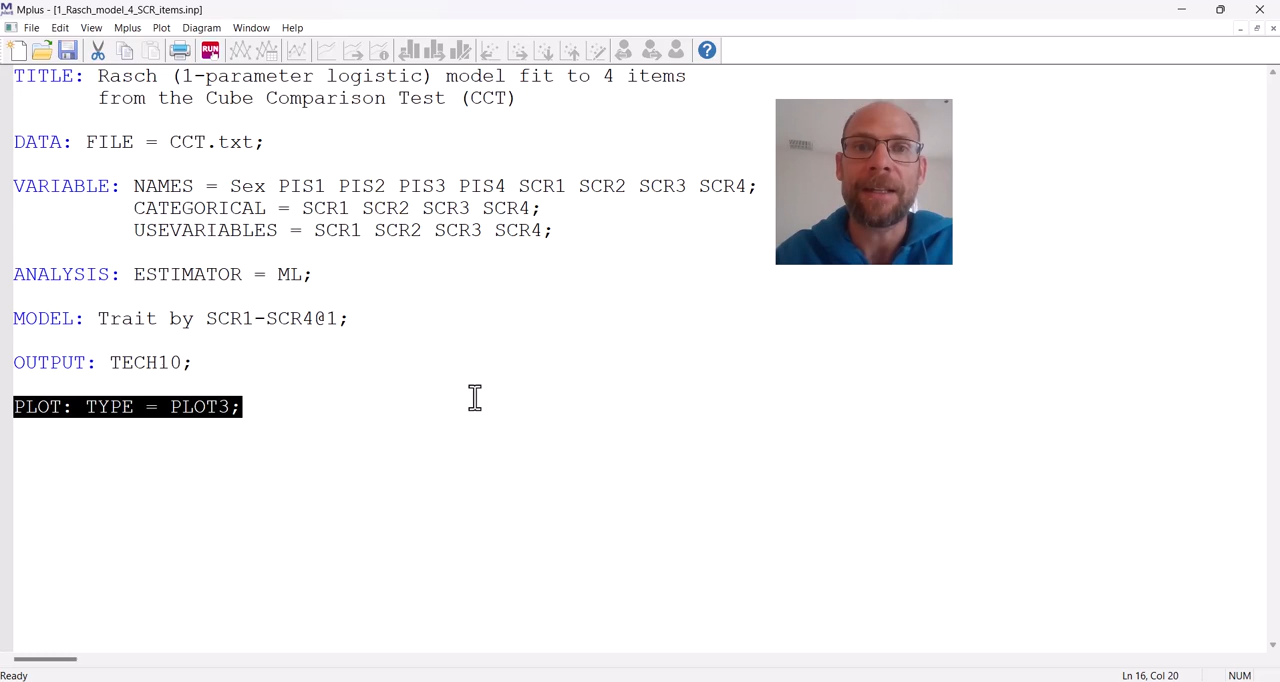 Mplus - [1_Rasch_model_4_SCR_items.inp]
File Edit View Mplus Plot Diagram Window Help
RUN
TITLE: Rasch (1-parameter logistic) model fit to 4 items
from the Cube Comparison Test (CCT)
DATA: FILE = CCT.txt;
VARIABLE: NAMES = Sex PIS1 PIS2 PIS3 PIS4 SCR1 SCR2 SCR3 SCR4;
CATEGORICAL = SCR1 SCR2 SCR3 SCR4;
USEVARIABLES = SCR1 SCR2 SCR3 SCR4;
ANALYSIS: ESTIMATOR = ML;
MODEL: Trait by SCR1-SCR4@1;
OUTPUT: TECH10;
PLOT: TYPE = PLOT3;
Ready
Ln 16, Col 20
NUM